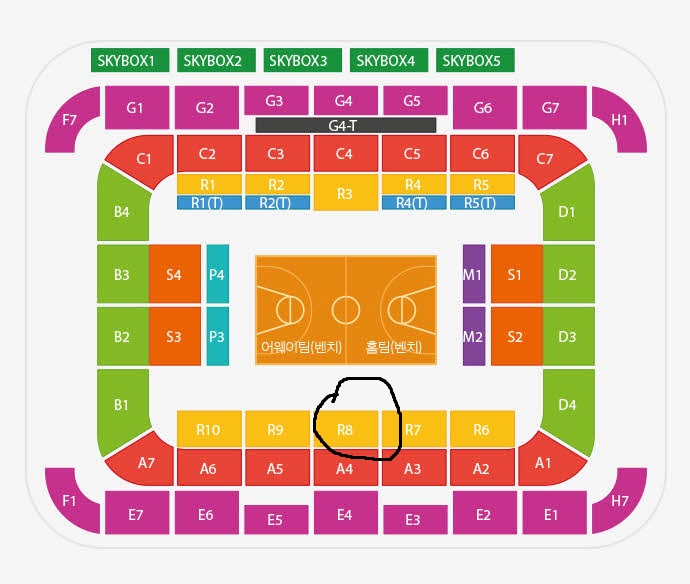 SKYBOX1 SKYBOX2 SKYBOX3 SKYBOX4 SKYBOX5
F7 G1 G2 G3 G4 G5 G6 G7 H1
G4-T
C1 C2 C3 C4 C5 C6 C7
R1 R2 R3 R4 R5
R1(T) R2(T) R4(T) R5(T)
B4 D1
B3 S4 P4 M1 S1 D2
B2 S3 P3 M2 S2 D3
어웨이팀(벤치) 홈팀(벤치)
B1 D4
R10 R9 R8 R7 R6
A7 A6 A5 A4 A3 A2 A1
F1 E7 E6 E5 E4 E3 E2 E1 H7